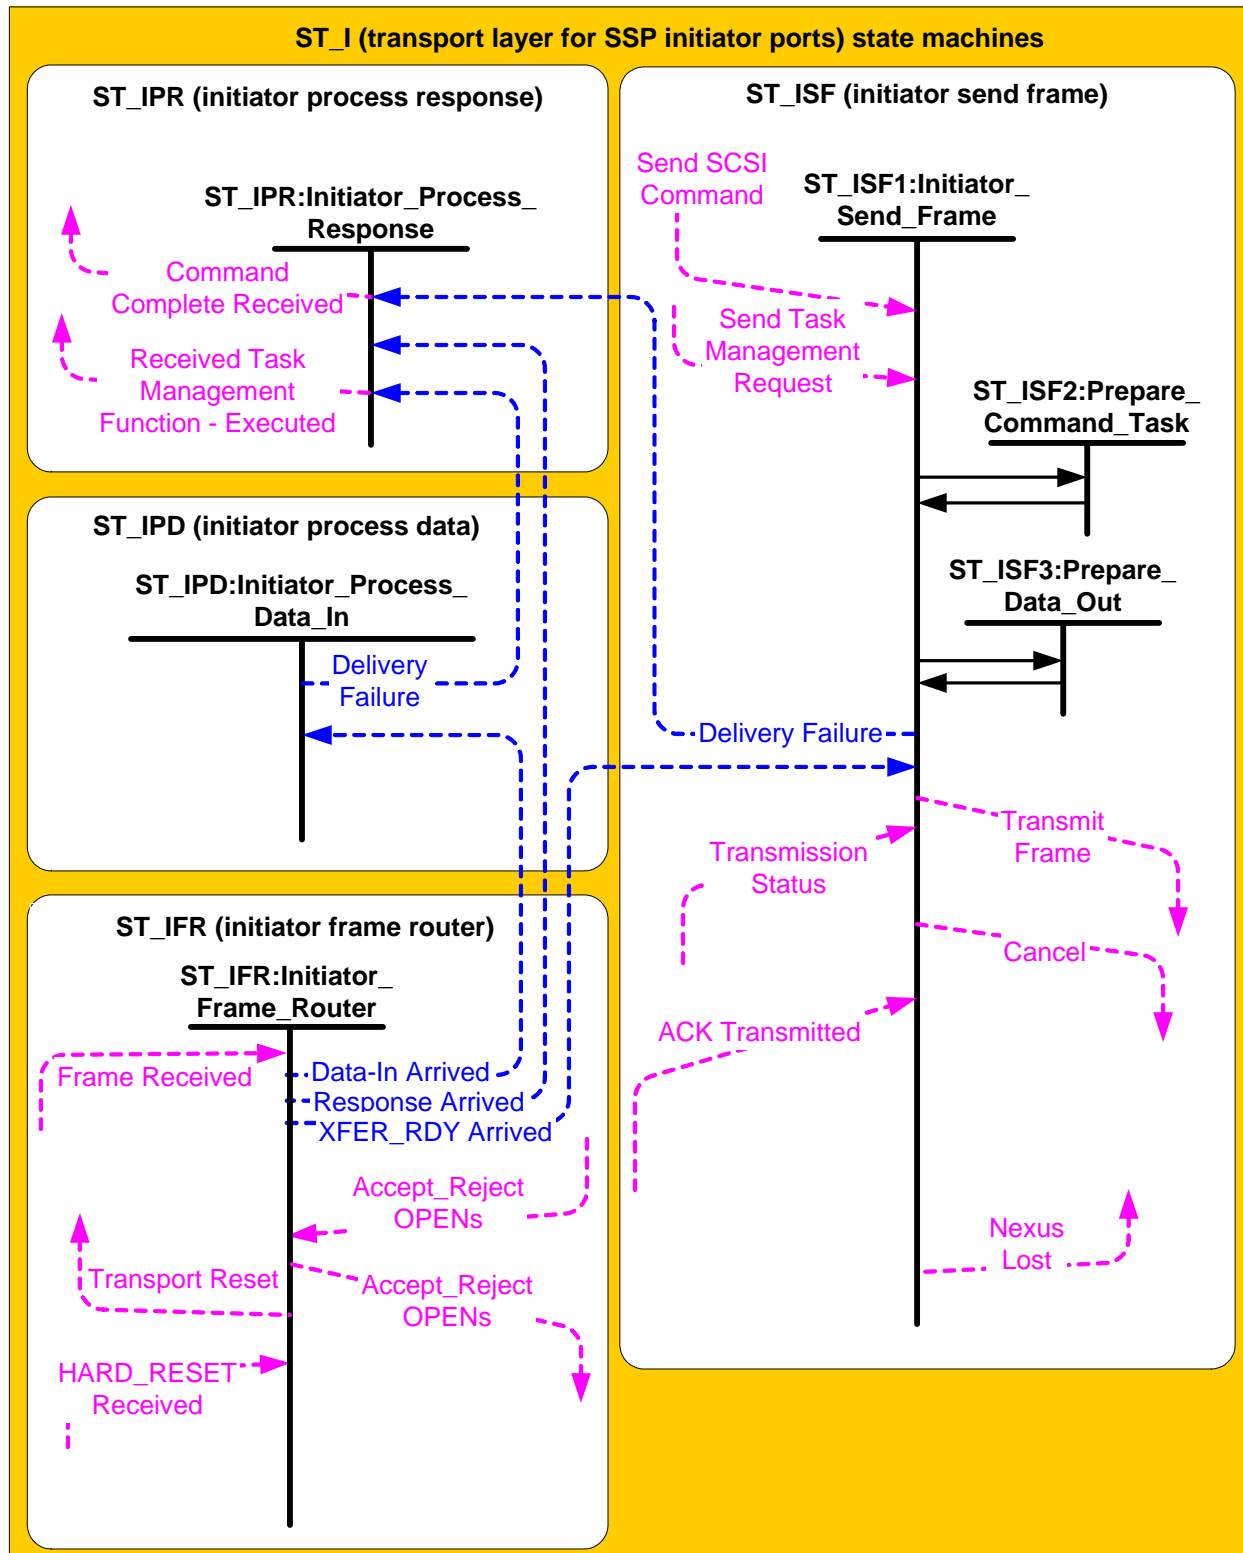 ST_I (transport layer for SSP initiator ports) state machines
ST_IPR (initiator process response)
ST_IPR:Initiator_Process_
Response
Command
Complete Received
Received Task
Management
Function - Executed
ST_IPD (initiator process data)
ST_IPD:Initiator_Process_
Data_In
Delivery
Failure
ST_IFR (initiator frame router)
ST_IFR:Initiator_
Frame_Router
Frame Received
Data-In Arrived
Response Arrived
XFER_RDY Arrived
Accept_Reject
OPENs
Transport Reset
Accept_Reject
OPENs
HARD_RESET
Received
ST_ISF (initiator send frame)
Send SCSI
Command
ST_ISF1:Initiator_
Send_Frame
Send Task
Management
Request
ST_ISF2:Prepare_
Command_Task
ST_ISF3:Prepare_
Data_Out
Delivery Failure
Transmit
Frame
Transmission
Status
Cancel
ACK Transmitted
Nexus
Lost